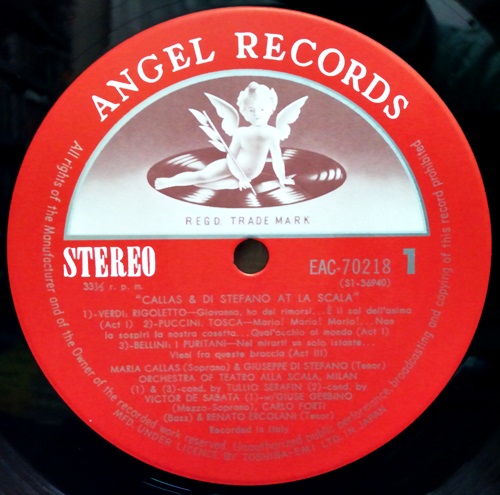 ANGEL RECORDS
REGD. TRADE MARK
STEREO
33⅓ r. p. m.
EAC-70218 1
(S1-36940)
"CALLAS & DI STEFANO AT LA SCALA"
1)-VERDI: RIGOLETTO—Giovanna, ho dei rimorsi...È il sol dell'anima
(Act I) 2)-PUCCINI: TOSCA—Mario! Mario! Mario!...Non
la sospiri la nostra casetta...Qual'occhio al mondo (Act I)
3)-BELLINI: I PURITANI—Nel mirarti un solo istante...
Vieni fra queste braccia (Act III)
MARIA CALLAS (Soprano) & GIUSEPPE DI STEFANO (Tenor)
ORCHESTRA OF TEATRO ALLA SCALA, MILAN
(1) & (3)-cond. by TULLIO SERAFIN (2)-cond. by
VICTOR DE SABATA (1)-w/GIUSE GERBINO
(Mezzo-Soprano), CARLO FORTI
(Bass) & RENATO ERCOLANI (Tenor)
Recorded in Italy
All rights of the Manufacturer and of the Owner of the recorded work reserved. Unauthorized public performance, broadcasting and copying of this record prohibited
MFD. UNDER LICENCE BY TOSHIBA-EMI LTD. IN JAPAN